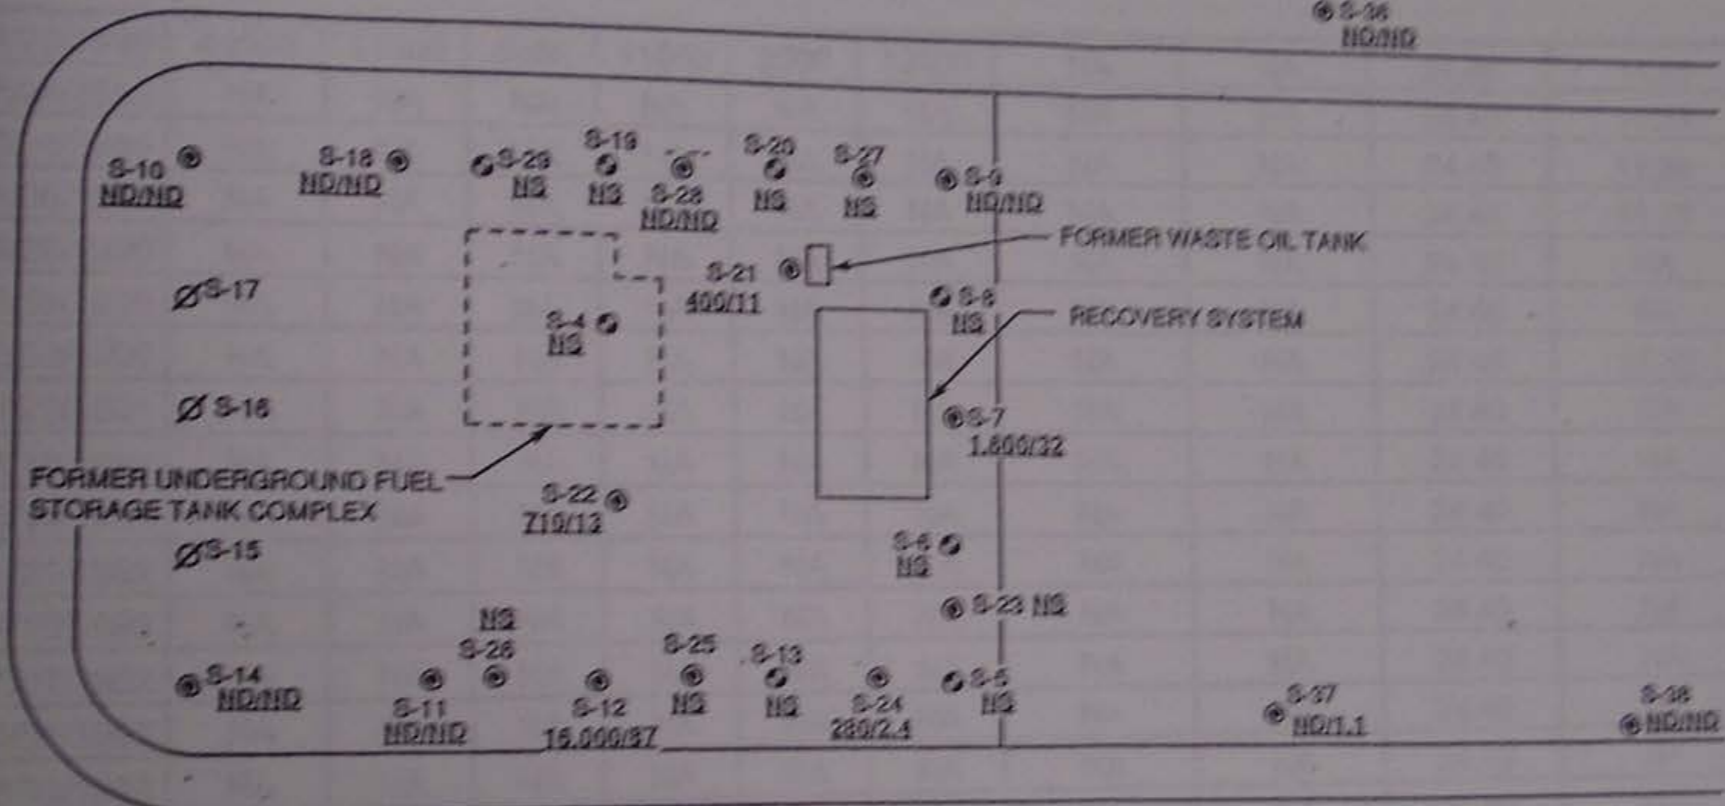 S-36
ND/ND
S-10
ND/ND
S-18
ND/ND
S-29
NS
S-19
NS
S-28
ND/ND
S-20
NS
S-27
NS
S-9
ND/ND
FORMER WASTE OIL TANK
S-21
400/11
S-8
NS
RECOVERY SYSTEM
S-17
S-4
NS
S-16
S-7
1,600/32
FORMER UNDERGROUND FUEL
STORAGE TANK COMPLEX
S-22
710/13
S-15
S-6
NS
S-23 NS
NS
S-26
S-25
NS
S-13
NS
S-14
ND/ND
S-11
ND/ND
S-12
S-24
280/2.4
S-5
NS
S-37
ND/1.1
S-38
ND/ND